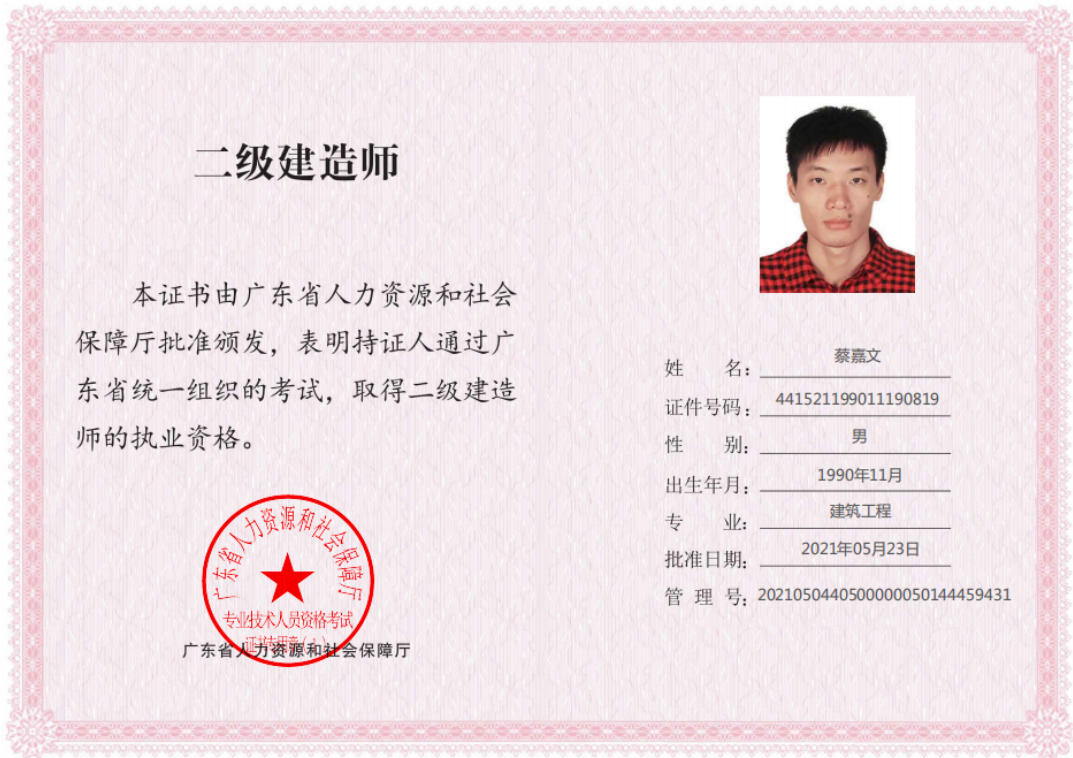 二级建造师
本证书由广东省人力资源和社会
保障厅批准颁发，表明持证人通过广
东省统一组织的考试，取得二级建造
师的执业资格。
广东省人力资源和社会保障厅
专业技术人员资格考试
证书专用章(1)
广东省人力资源和社会保障厅
姓 名：蔡嘉文
证件号码：441521199011190819
性 别：男
出生年月：1990年11月
专 业：建筑工程
批准日期：2021年05月23日
管 理 号：2021050440500000050144459431